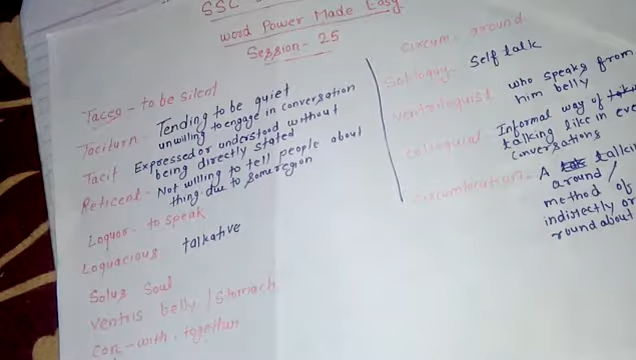 SSC
Word Power Made Easy
Session - 25
Taceo - to be silent
Taciturn - Tending to be quiet
unwilling to engage in conversation
Tacit Expressed or understood without
being directly stated
Reticent - Not willing to tell people about
thing due to some region
Loquor - to speak
Loquacious talkative
Solus Soul
Ventris belly / Stomach
Con - with, together
Circum, around
Soliloquy - Self talk
ventriloquist who speaks from
him belly
colloquial Informal way of
talking like in
conversations
circumlocution - A
around /
method of
indirectly or
round about